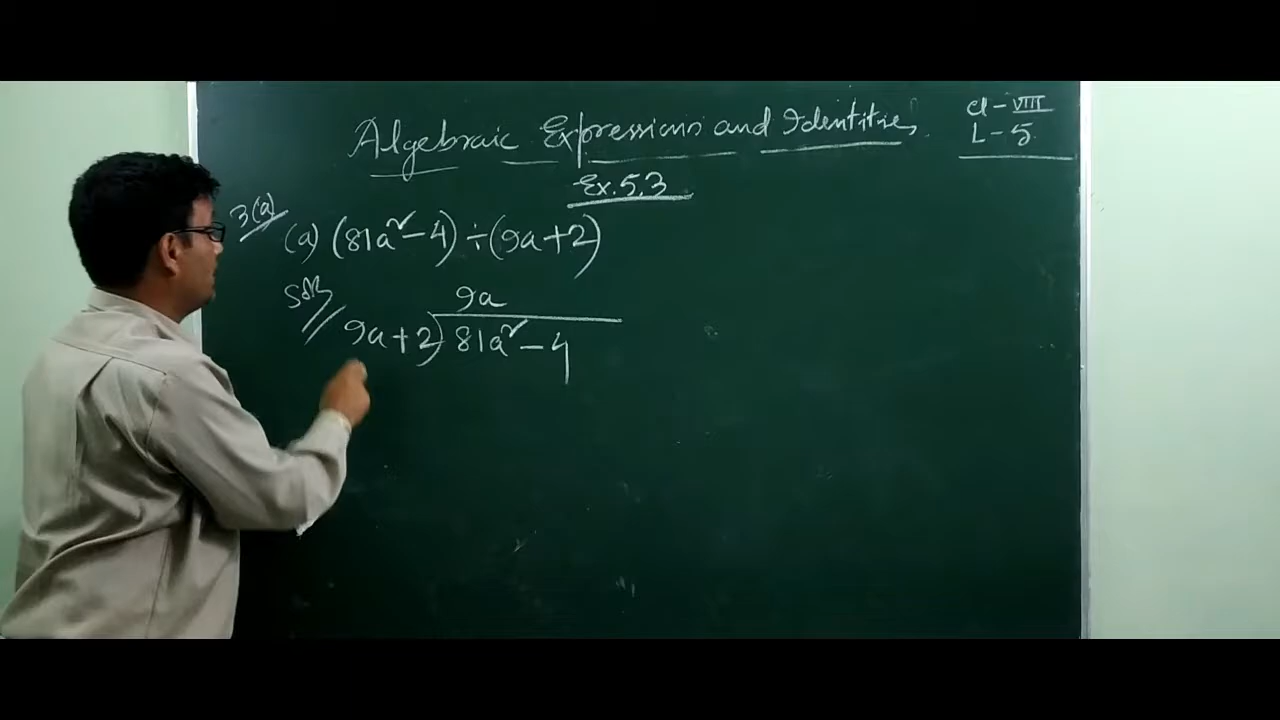 Algebraic Expressions and Identities.
Cl - VIII
L - 5
Ex. 5.3
3(a)
(a) (81a² - 4) ÷ (9a + 2)
Soln
9a
9a + 2) 81a² - 4